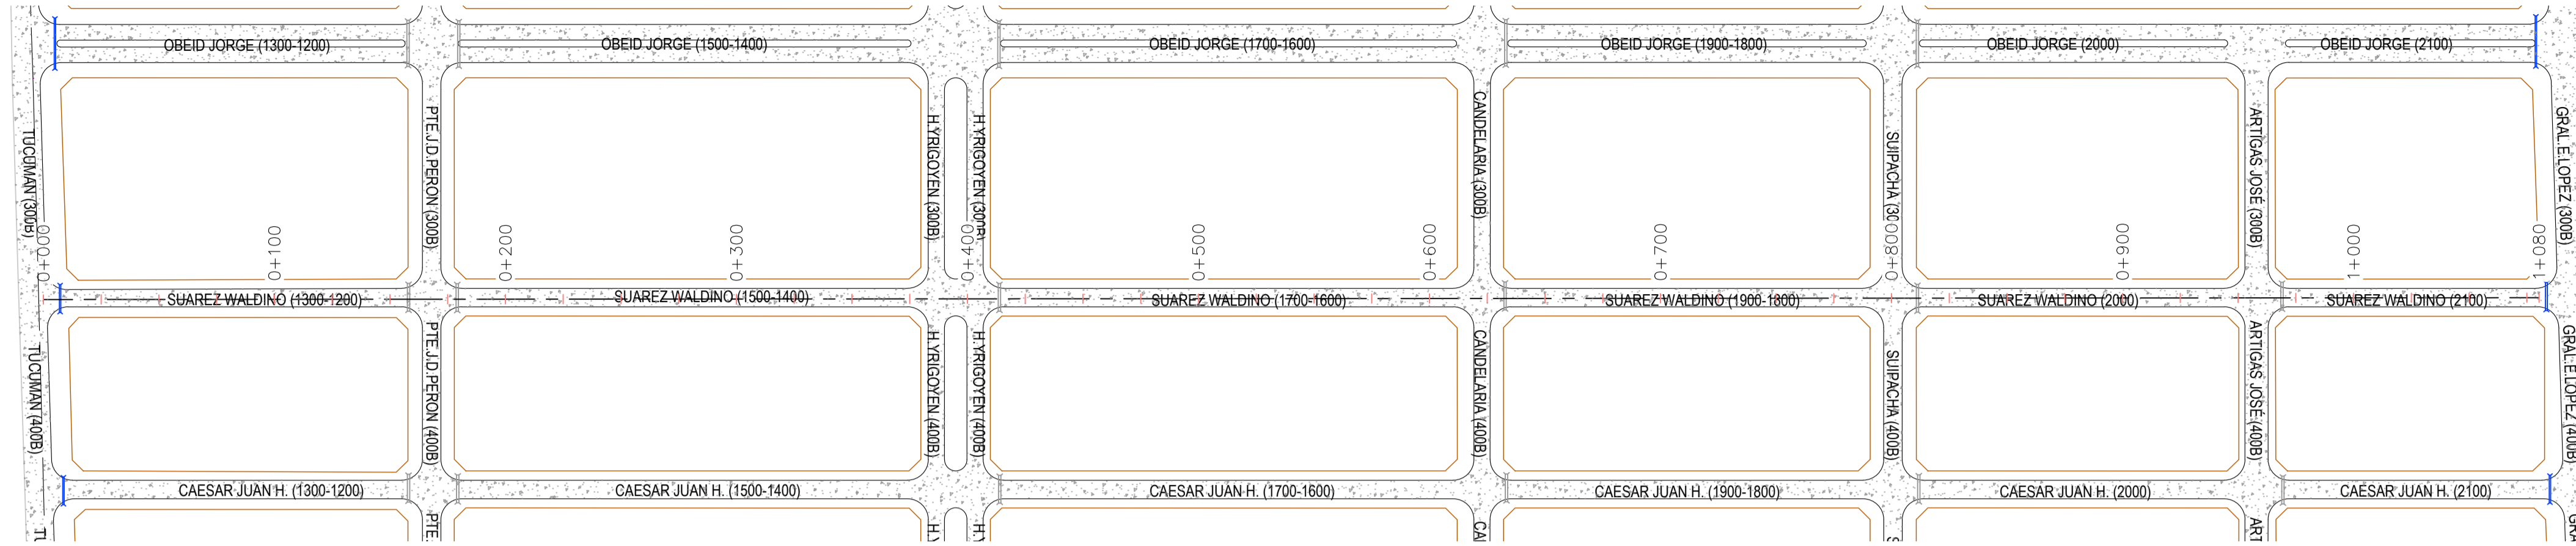 OBEID JORGE (1300-1200)
OBEID JORGE (1500-1400)
OBEID JORGE (1700-1600)
OBEID JORGE (1900-1800)
OBEID JORGE (2000)
OBEID JORGE (2100)
TUCUMAN (300B)
PTE.J.D.PERON (300B)
H.YRIGOYEN (300B)
H.YRIGOYEN (300B)
CANDELARIA (300B)
SUIPACHA (300B)
ARTIGAS JOSÉ (300B)
GRAL.E.LOPEZ (300B)
0+000
0+100
0+200
0+300
0+400
0+500
0+600
0+700
0+800
0+900
1+000
1+080
SUAREZ WALDINO (1300-1200)
SUAREZ WALDINO (1500-1400)
SUAREZ WALDINO (1700-1600)
SUAREZ WALDINO (1900-1800)
SUAREZ WALDINO (2000)
SUAREZ WALDINO (2100)
TUCUMAN (400B)
PTE.J.D.PERON (400B)
H.YRIGOYEN (400B)
H.YRIGOYEN (400B)
CANDELARIA (400B)
SUIPACHA (400B)
ARTIGAS JOSÉ (400B)
GRAL.E.LOPEZ (400B)
CAESAR JUAN H. (1300-1200)
CAESAR JUAN H. (1500-1400)
CAESAR JUAN H. (1700-1600)
CAESAR JUAN H. (1900-1800)
CAESAR JUAN H. (2000)
CAESAR JUAN H. (2100)
PTE.
ART